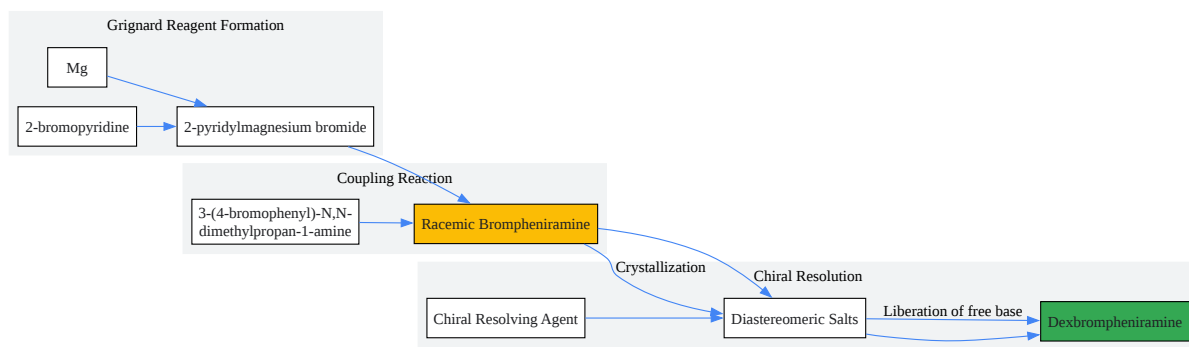 Grignard Reagent Formation
Mg
2-bromopyridine
2-pyridylmagnesium bromide
Coupling Reaction
3-(4-bromophenyl)-N,N-
dimethylpropan-1-amine
Racemic Brompheniramine
Crystallization
Chiral Resolution
Chiral Resolving Agent
Diastereomeric Salts
Liberation of free base
Dexbrompheniramine